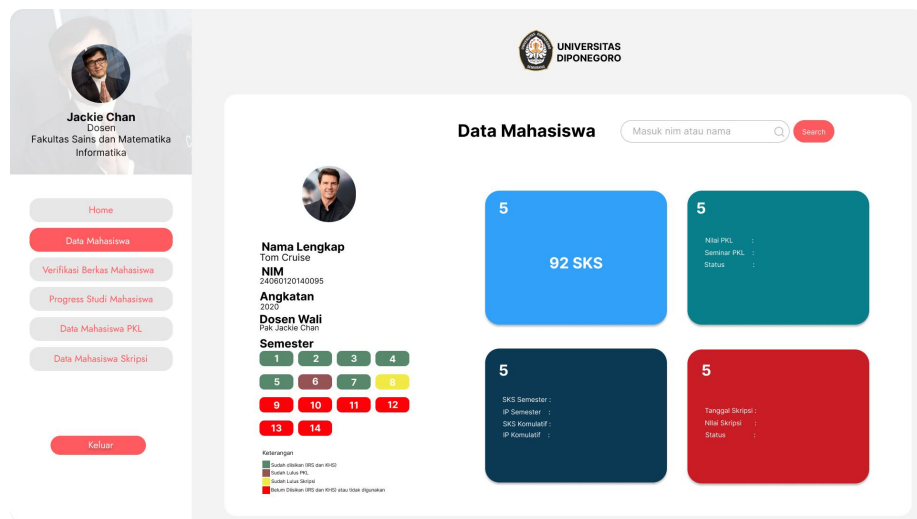 UNIVERSITAS
DIPONEGORO
Jackie Chan
Dosen
Fakultas Sains dan Matematika
Informatika
Home
Data Mahasiswa
Verifikasi Berkas Mahasiswa
Progress Studi Mahasiswa
Data Mahasiswa PKL
Data Mahasiswa Skripsi
Keluar
Data Mahasiswa
Masuk nim atau nama
Search
Nama Lengkap
Tom Cruise
NIM
24060120140095
Angkatan
2020
Dosen Wali
Pak Jackie Chan
Semester
1 2 3 4
5 6 7 8
9 10 11 12
13 14
Keterangan
Sudah diisikan (IRS dan KHS)
Sudah Lulus PKL
Sudah Lulus Skripsi
Belum Diisikan (IRS dan KHS) atau tidak digunakan
5
92 SKS
5
Nilai PKL :
Seminar PKL :
Status :
5
SKS Semester :
IP Semester :
SKS Komulatif :
IP Komulatif :
5
Tanggal Skripsi :
Nilai Skripsi :
Status :